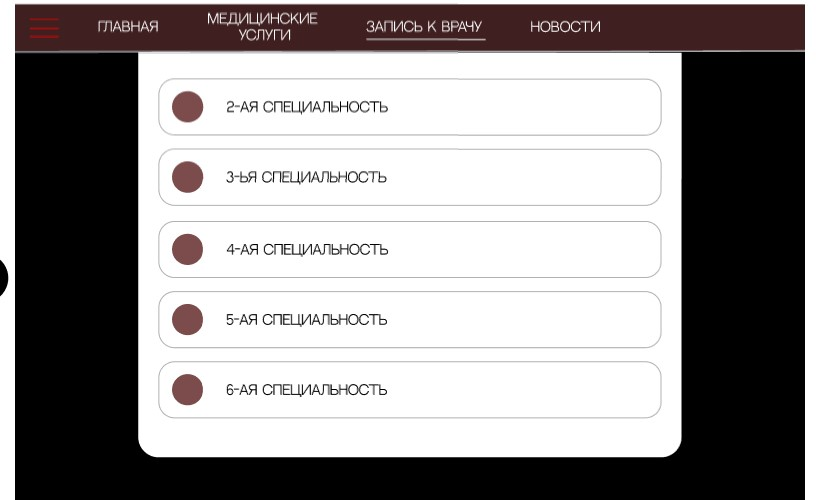 ГЛАВНАЯ
МЕДИЦИНСКИЕ
УСЛУГИ
ЗАПИСЬ К ВРАЧУ
НОВОСТИ
2-АЯ СПЕЦИАЛЬНОСТЬ
3-ЬЯ СПЕЦИАЛЬНОСТЬ
4-АЯ СПЕЦИАЛЬНОСТЬ
5-АЯ СПЕЦИАЛЬНОСТЬ
6-АЯ СПЕЦИАЛЬНОСТЬ